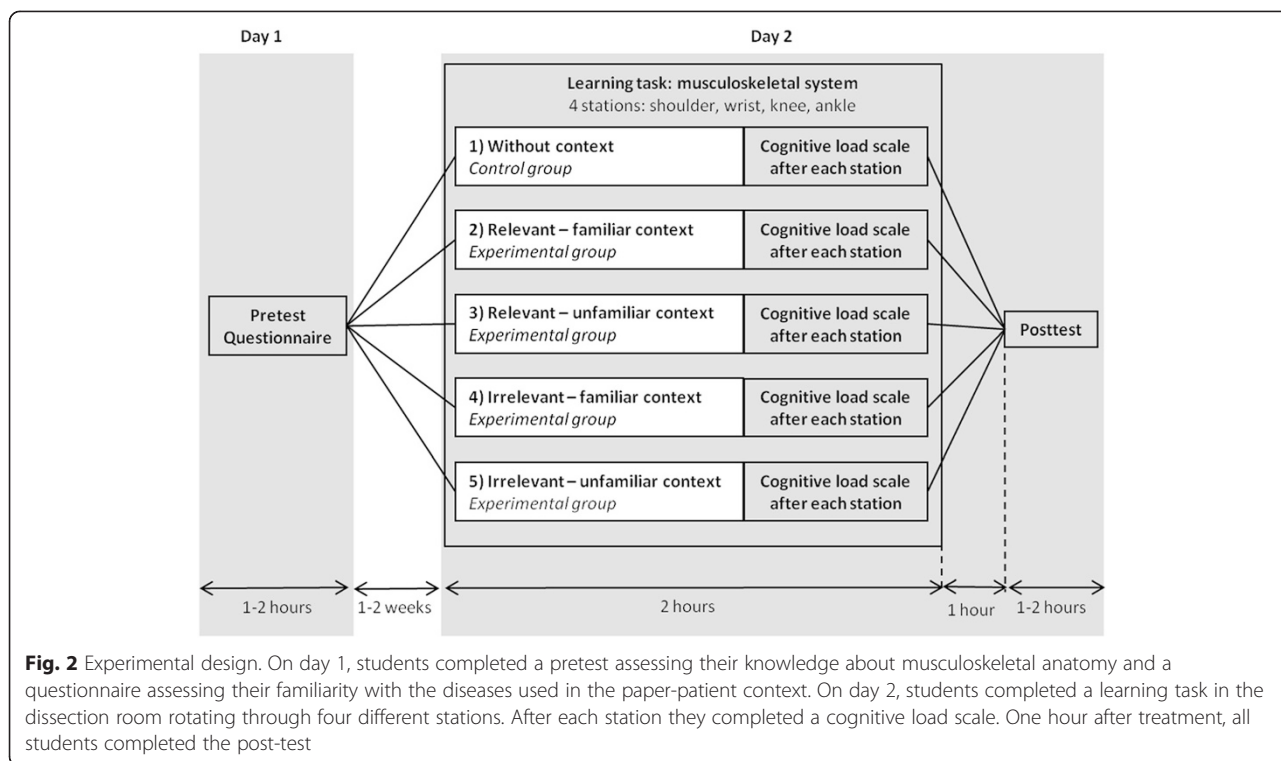 Day 1
Day 2
Learning task: musculoskeletal system
4 stations: shoulder, wrist, knee, ankle
1) Without context
Control group
Cognitive load scale
after each station
2) Relevant – familiar context
Experimental group
Cognitive load scale
after each station
Pretest
Questionnaire
3) Relevant – unfamiliar context
Experimental group
Cognitive load scale
after each station
Posttest
4) Irrelevant – familiar context
Experimental group
Cognitive load scale
after each station
5) Irrelevant – unfamiliar context
Experimental group
Cognitive load scale
after each station
1-2 hours
1-2 weeks
2 hours
1 hour
1-2 hours
Fig. 2 Experimental design. On day 1, students completed a pretest assessing their knowledge about musculoskeletal anatomy and a
questionnaire assessing their familiarity with the diseases used in the paper-patient context. On day 2, students completed a learning task in the
dissection room rotating through four different stations. After each station they completed a cognitive load scale. One hour after treatment, all
students completed the post-test